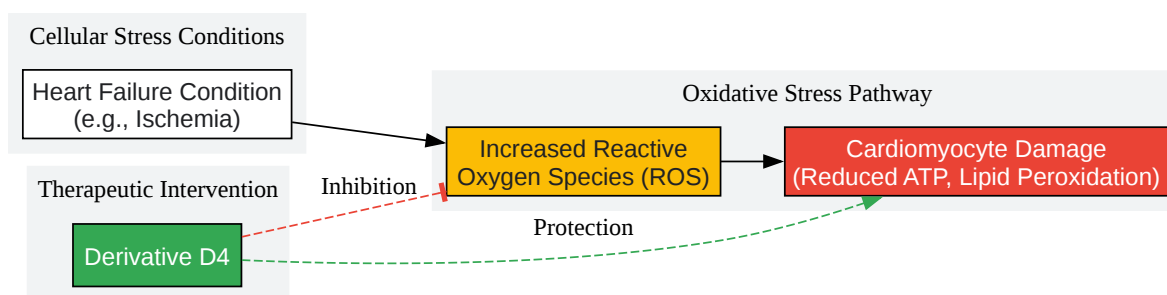 Cellular Stress Conditions
Heart Failure Condition
(e.g., Ischemia)
Oxidative Stress Pathway
Increased Reactive
Oxygen Species (ROS)
Cardiomyocyte Damage
(Reduced ATP, Lipid Peroxidation)
Therapeutic Intervention
Inhibition
Derivative D4
Protection